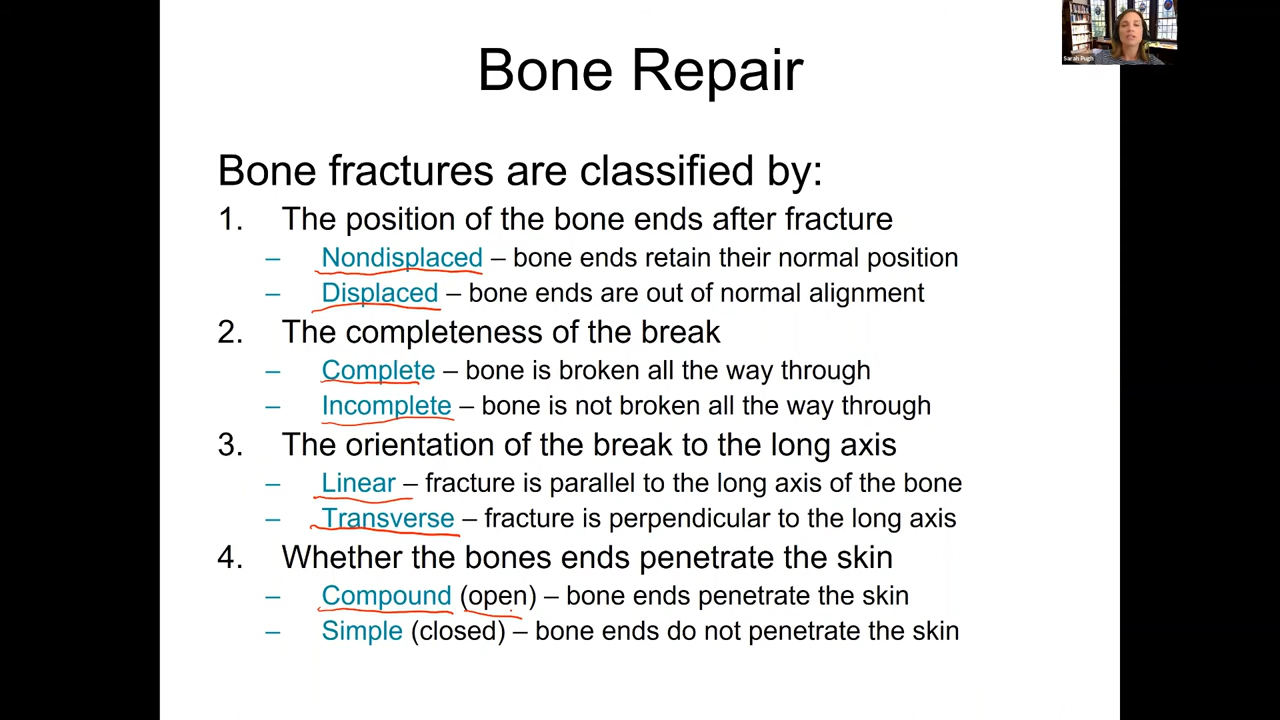 Sarah Pugh
Bone Repair
Bone fractures are classified by:
1. The position of the bone ends after fracture
– Nondisplaced – bone ends retain their normal position
– Displaced – bone ends are out of normal alignment
2. The completeness of the break
– Complete – bone is broken all the way through
– Incomplete – bone is not broken all the way through
3. The orientation of the break to the long axis
– Linear – fracture is parallel to the long axis of the bone
– Transverse – fracture is perpendicular to the long axis
4. Whether the bones ends penetrate the skin
– Compound (open) – bone ends penetrate the skin
– Simple (closed) – bone ends do not penetrate the skin